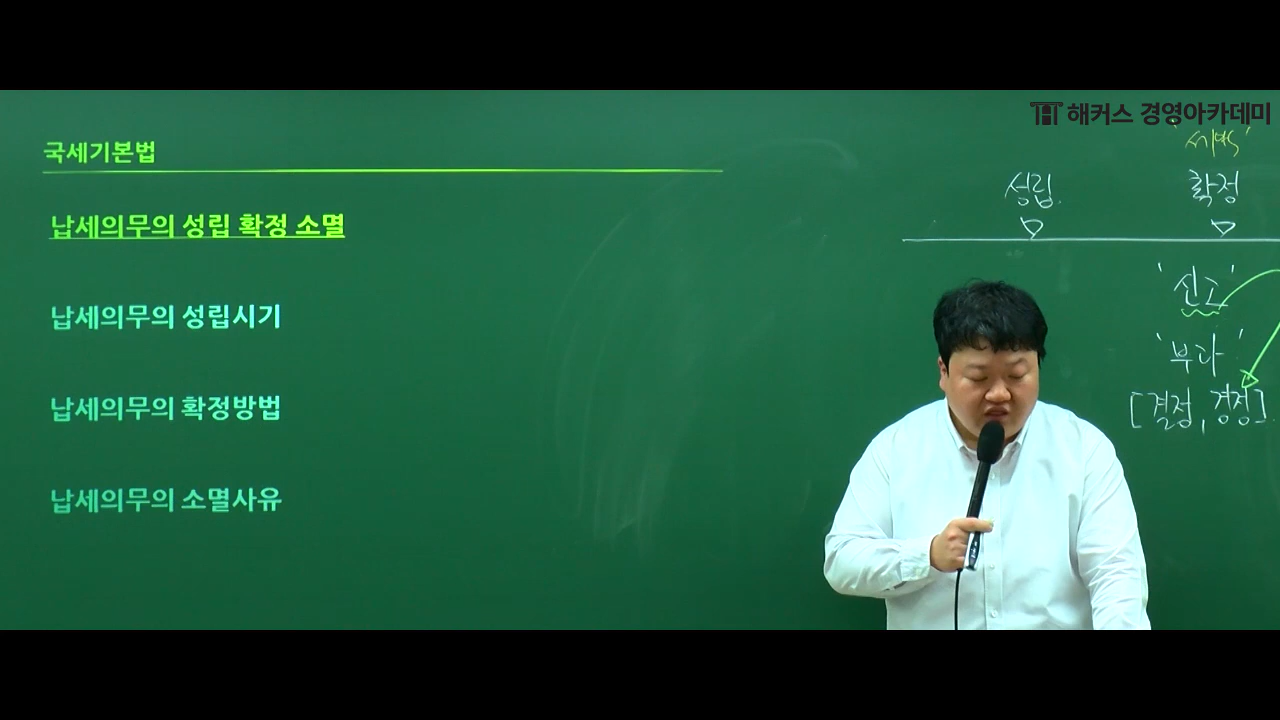 해커스 경영아카데미
국세기본법
납세의무의 성립 확정 소멸
납세의무의 성립시기
납세의무의 확정방법
납세의무의 소멸사유
'세액'
성립 확정
'신고'
'부과'
[결정, 경정]